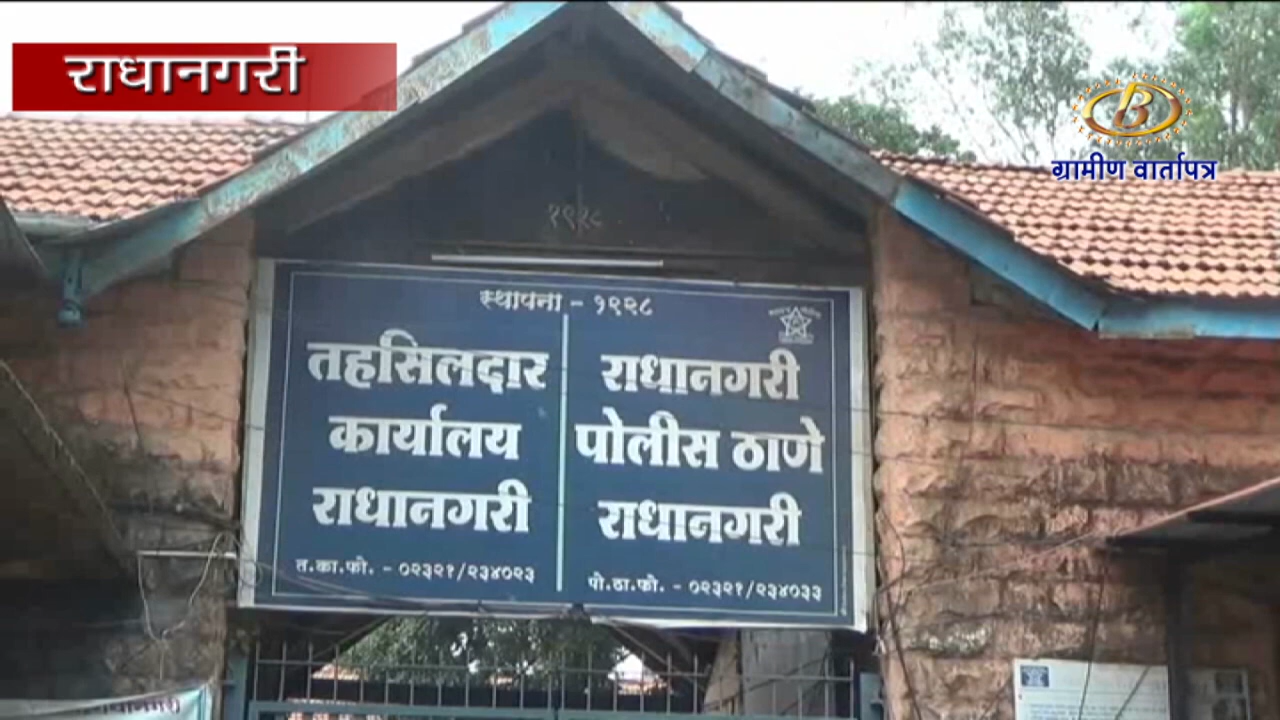 राधानगरी
B
ग्रामीण वार्तापत्र
१९२८
स्थापना - १९२८
तहसिलदार
कार्यालय
राधानगरी
त.का.फो. - ०२३२१/२३४०२३
राधानगरी
पोलीस ठाणे
राधानगरी
पो.ठा.फो. - ०२३२१/२३४०३३